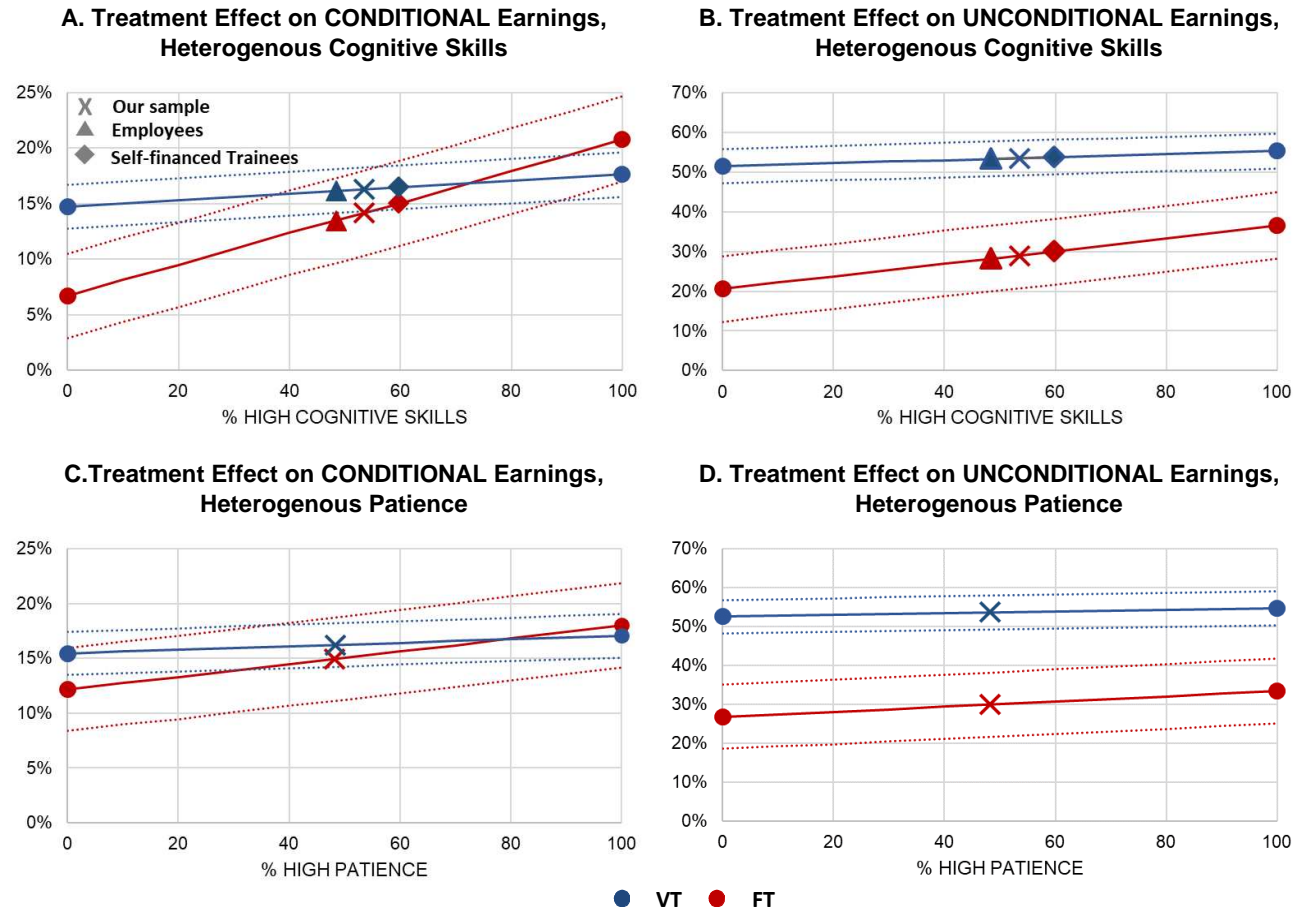 A. Treatment Effect on CONDITIONAL Earnings,
Heterogenous Cognitive Skills
25%
20%
15%
10%
5%
0%
Our sample
Employees
Self-financed Trainees
0 20 40 60 80 100
% HIGH COGNITIVE SKILLS
B. Treatment Effect on UNCONDITIONAL Earnings,
Heterogenous Cognitive Skills
70%
60%
50%
40%
30%
20%
10%
0%
0 20 40 60 80 100
% HIGH COGNITIVE SKILLS
C.Treatment Effect on CONDITIONAL Earnings,
Heterogenous Patience
25%
20%
15%
10%
5%
0%
0 20 40 60 80 100
% HIGH PATIENCE
D. Treatment Effect on UNCONDITIONAL Earnings,
Heterogenous Patience
70%
60%
50%
40%
30%
20%
10%
0%
0 20 40 60 80 100
% HIGH PATIENCE
VT FT